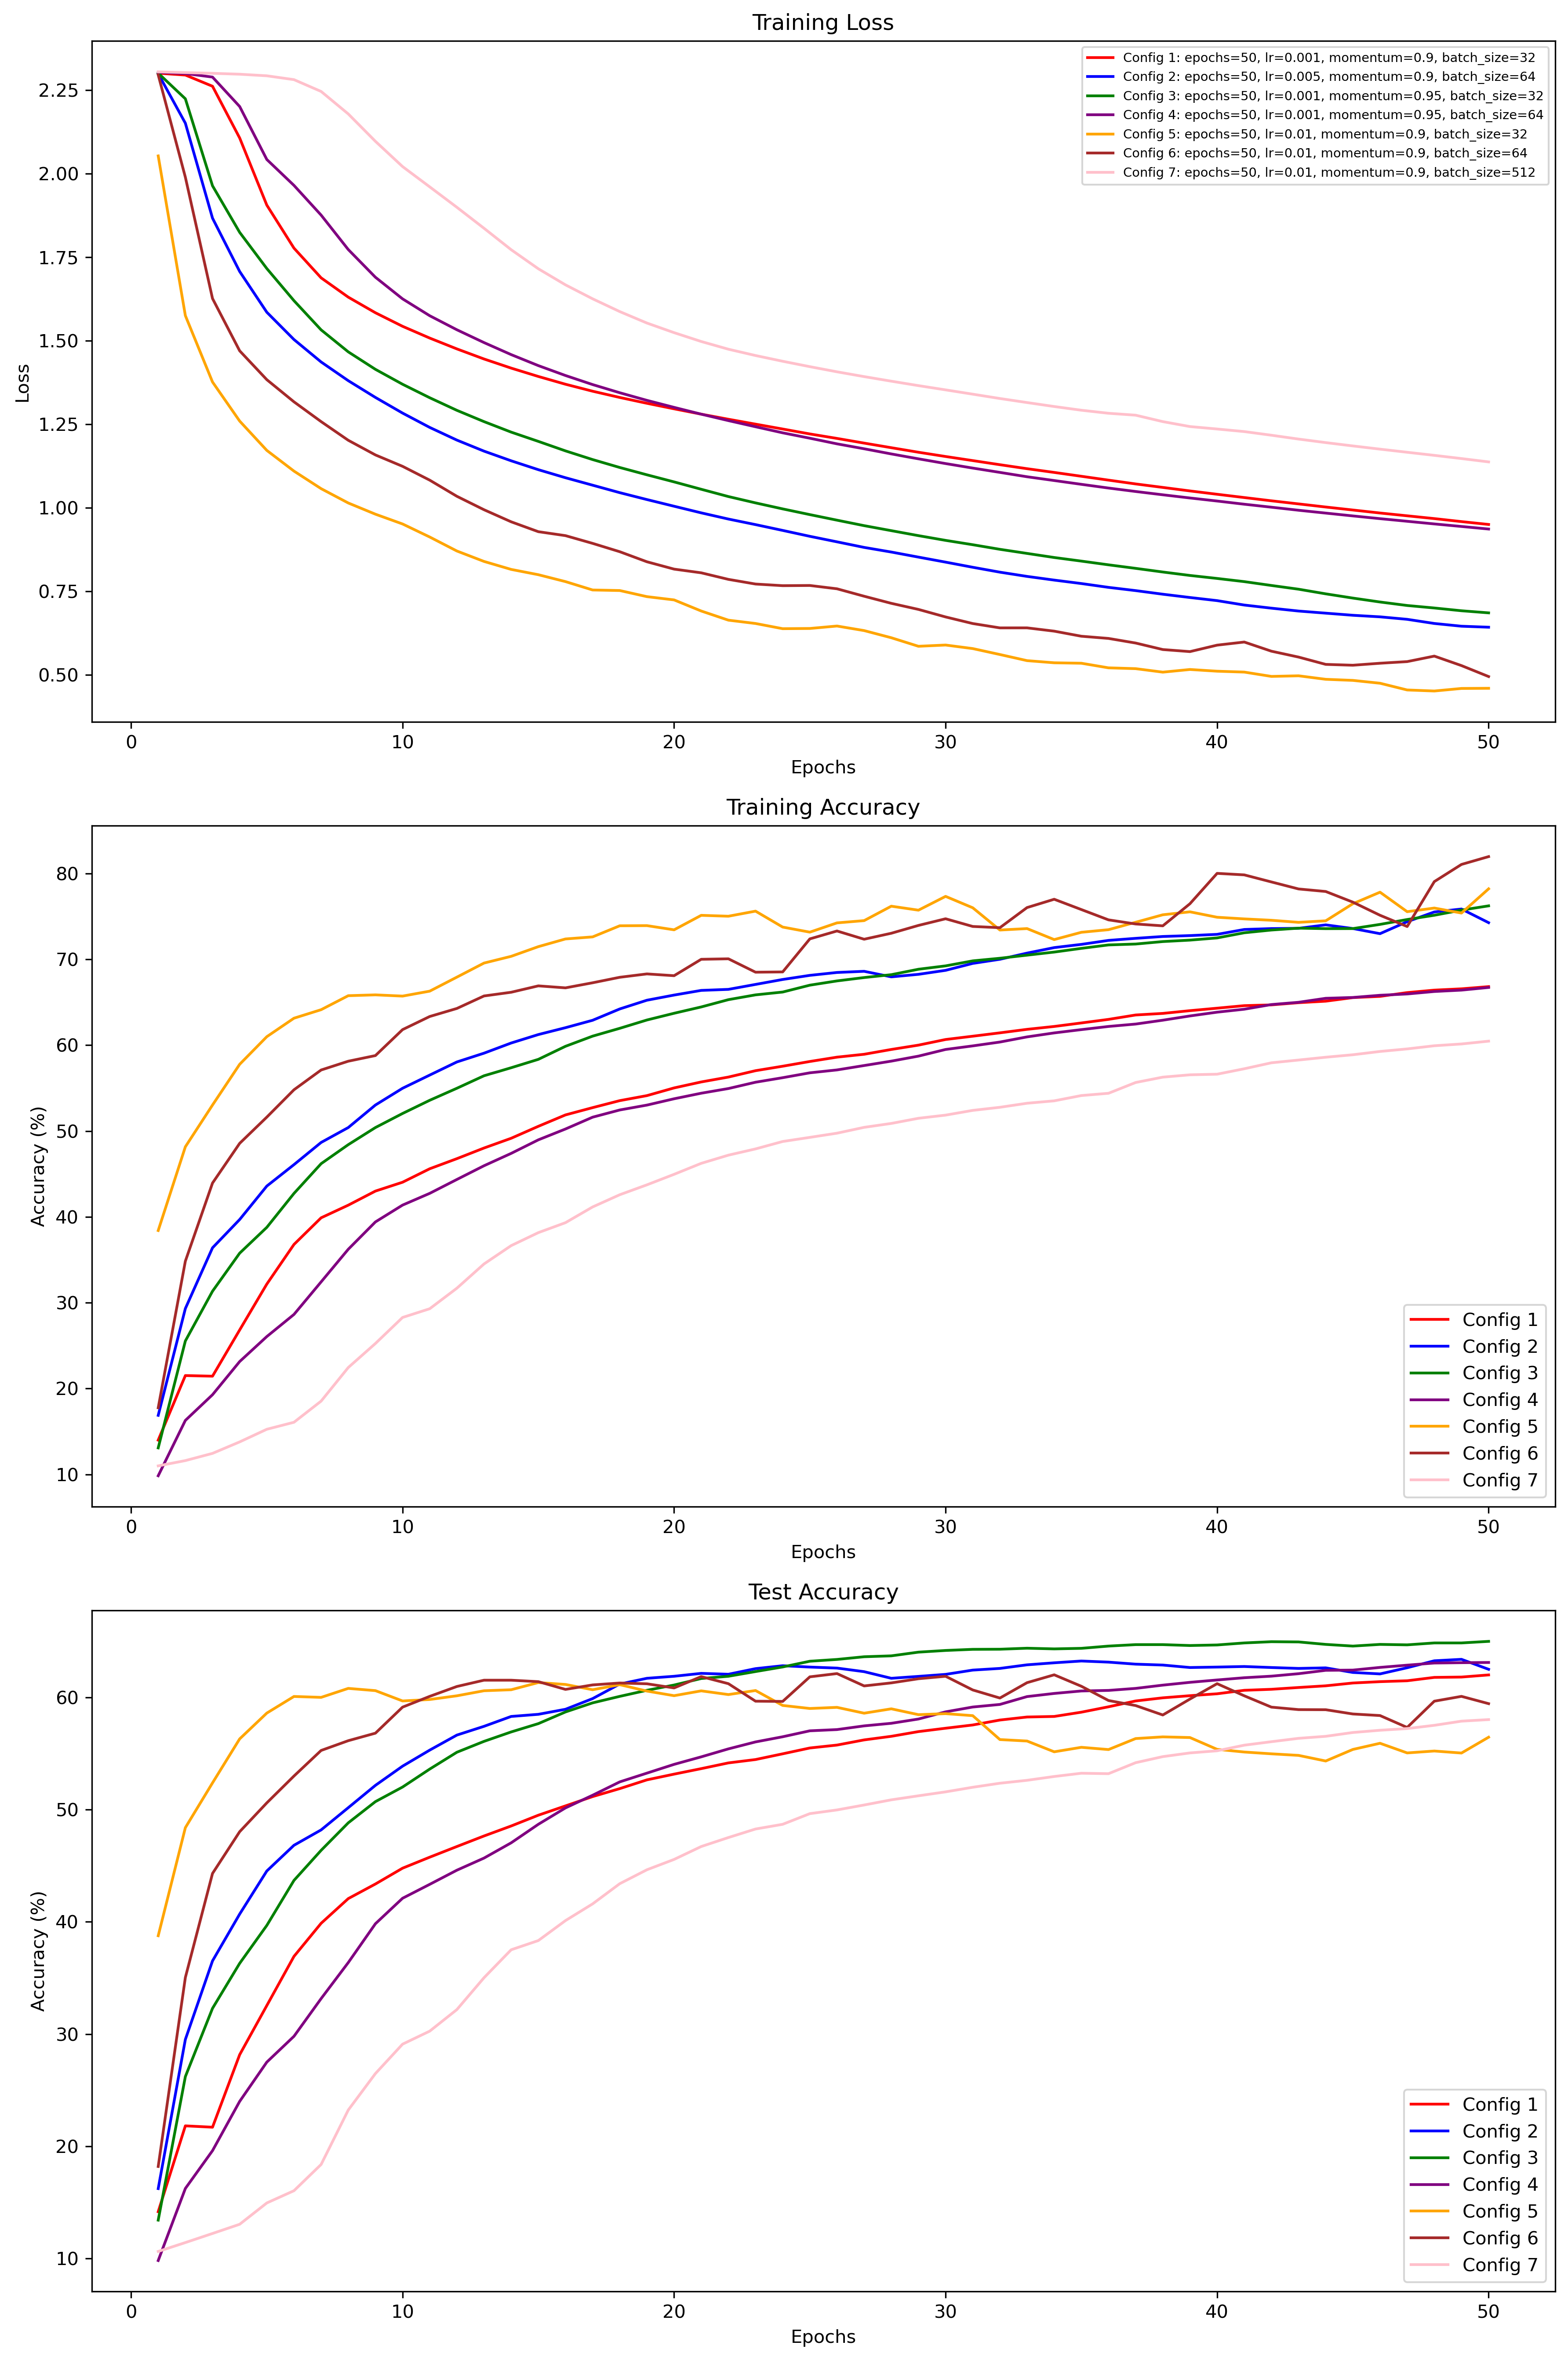 Training Loss
Config 1: epochs=50, lr=0.001, momentum=0.9, batch_size=32
Config 2: epochs=50, lr=0.005, momentum=0.9, batch_size=64
Config 3: epochs=50, lr=0.001, momentum=0.95, batch_size=32
Config 4: epochs=50, lr=0.001, momentum=0.95, batch_size=64
Config 5: epochs=50, lr=0.01, momentum=0.9, batch_size=32
Config 6: epochs=50, lr=0.01, momentum=0.9, batch_size=64
Config 7: epochs=50, lr=0.01, momentum=0.9, batch_size=512
2.25
2.00
1.75
1.50
1.25
1.00
0.75
0.50
Loss
0 10 20 30 40 50
Epochs
Training Accuracy
80
70
60
50
40
30
20
10
Accuracy (%)
Config 1
Config 2
Config 3
Config 4
Config 5
Config 6
Config 7
0 10 20 30 40 50
Epochs
Test Accuracy
60
50
40
30
20
10
Accuracy (%)
Config 1
Config 2
Config 3
Config 4
Config 5
Config 6
Config 7
0 10 20 30 40 50
Epochs